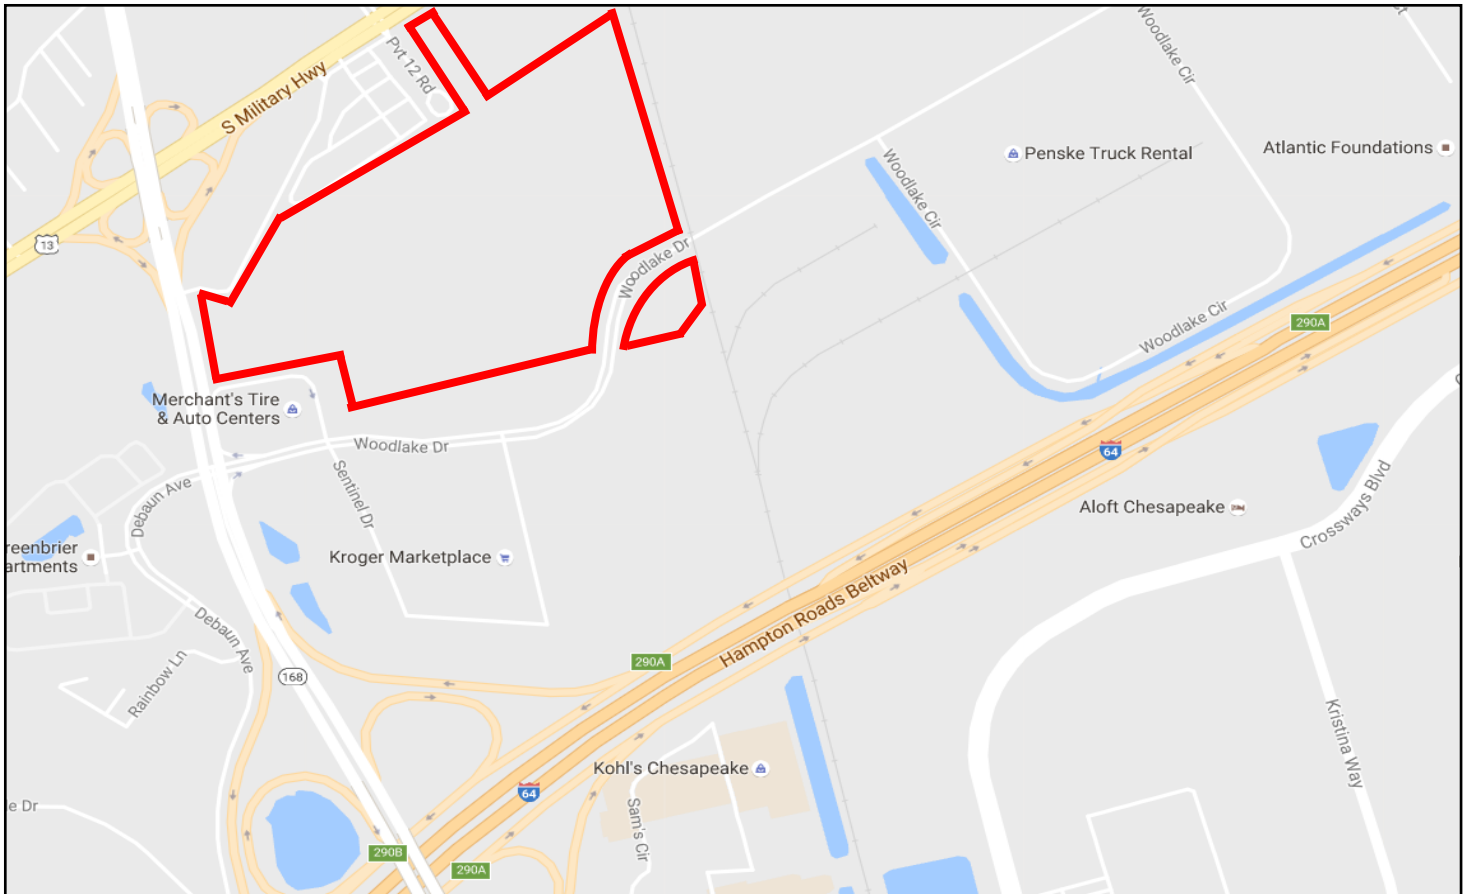 S Military Hwy
Pvt 12 Rd
Woodlake Cir
13
Woodlake Cir
Penske Truck Rental
Atlantic Foundations
Woodlake Dr
Woodlake Cir
290A
Merchant's Tire
& Auto Centers
Woodlake Dr
64
Debaun Ave
Sentinel Dr
Aloft Chesapeake
Crossways Blvd
reenbrier
artments
Kroger Marketplace
Hampton Roads Beltway
Debaun Ave
290A
168
Rainbow Ln
Kristina Way
Kohl's Chesapeake
64
e Dr
Sam's Cir
290B
290A